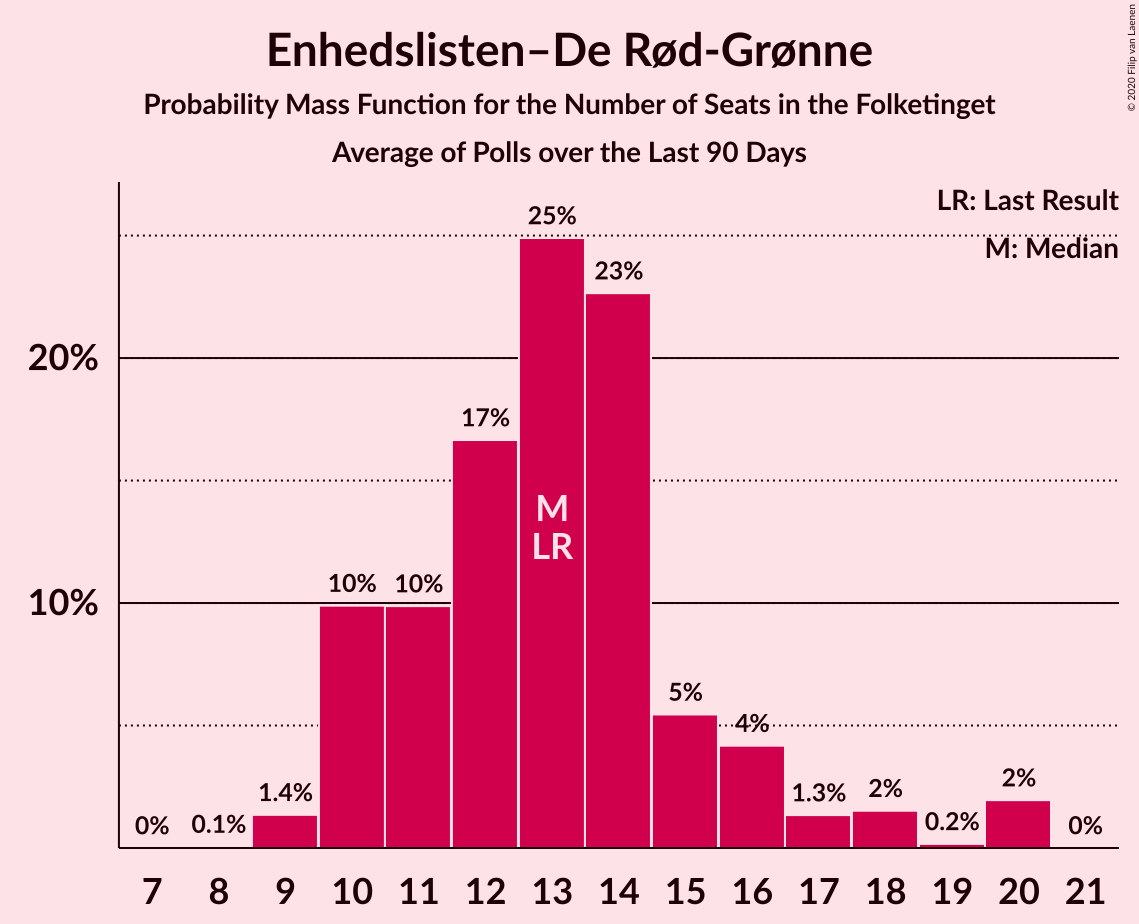 Enhedslisten–De Rød-Grønne
Probability Mass Function for the Number of Seats in the Folketinget
Average of Polls over the Last 90 Days
© 2020 Filip van Laenen
LR: Last Result
M: Median
25%
23%
20%
17%
M
LR
10%
10%
10%
5%
4%
1.4%
1.3%
2%
2%
0%
0.1%
0.2%
0%
7 8 9 10 11 12 13 14 15 16 17 18 19 20 21